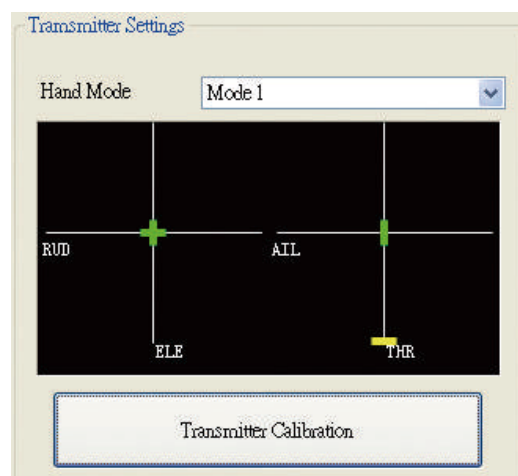 Tramsmitter Settings
Hand Mode Mode 1
RUD AIL
ELE THR
Transmitter Calibration